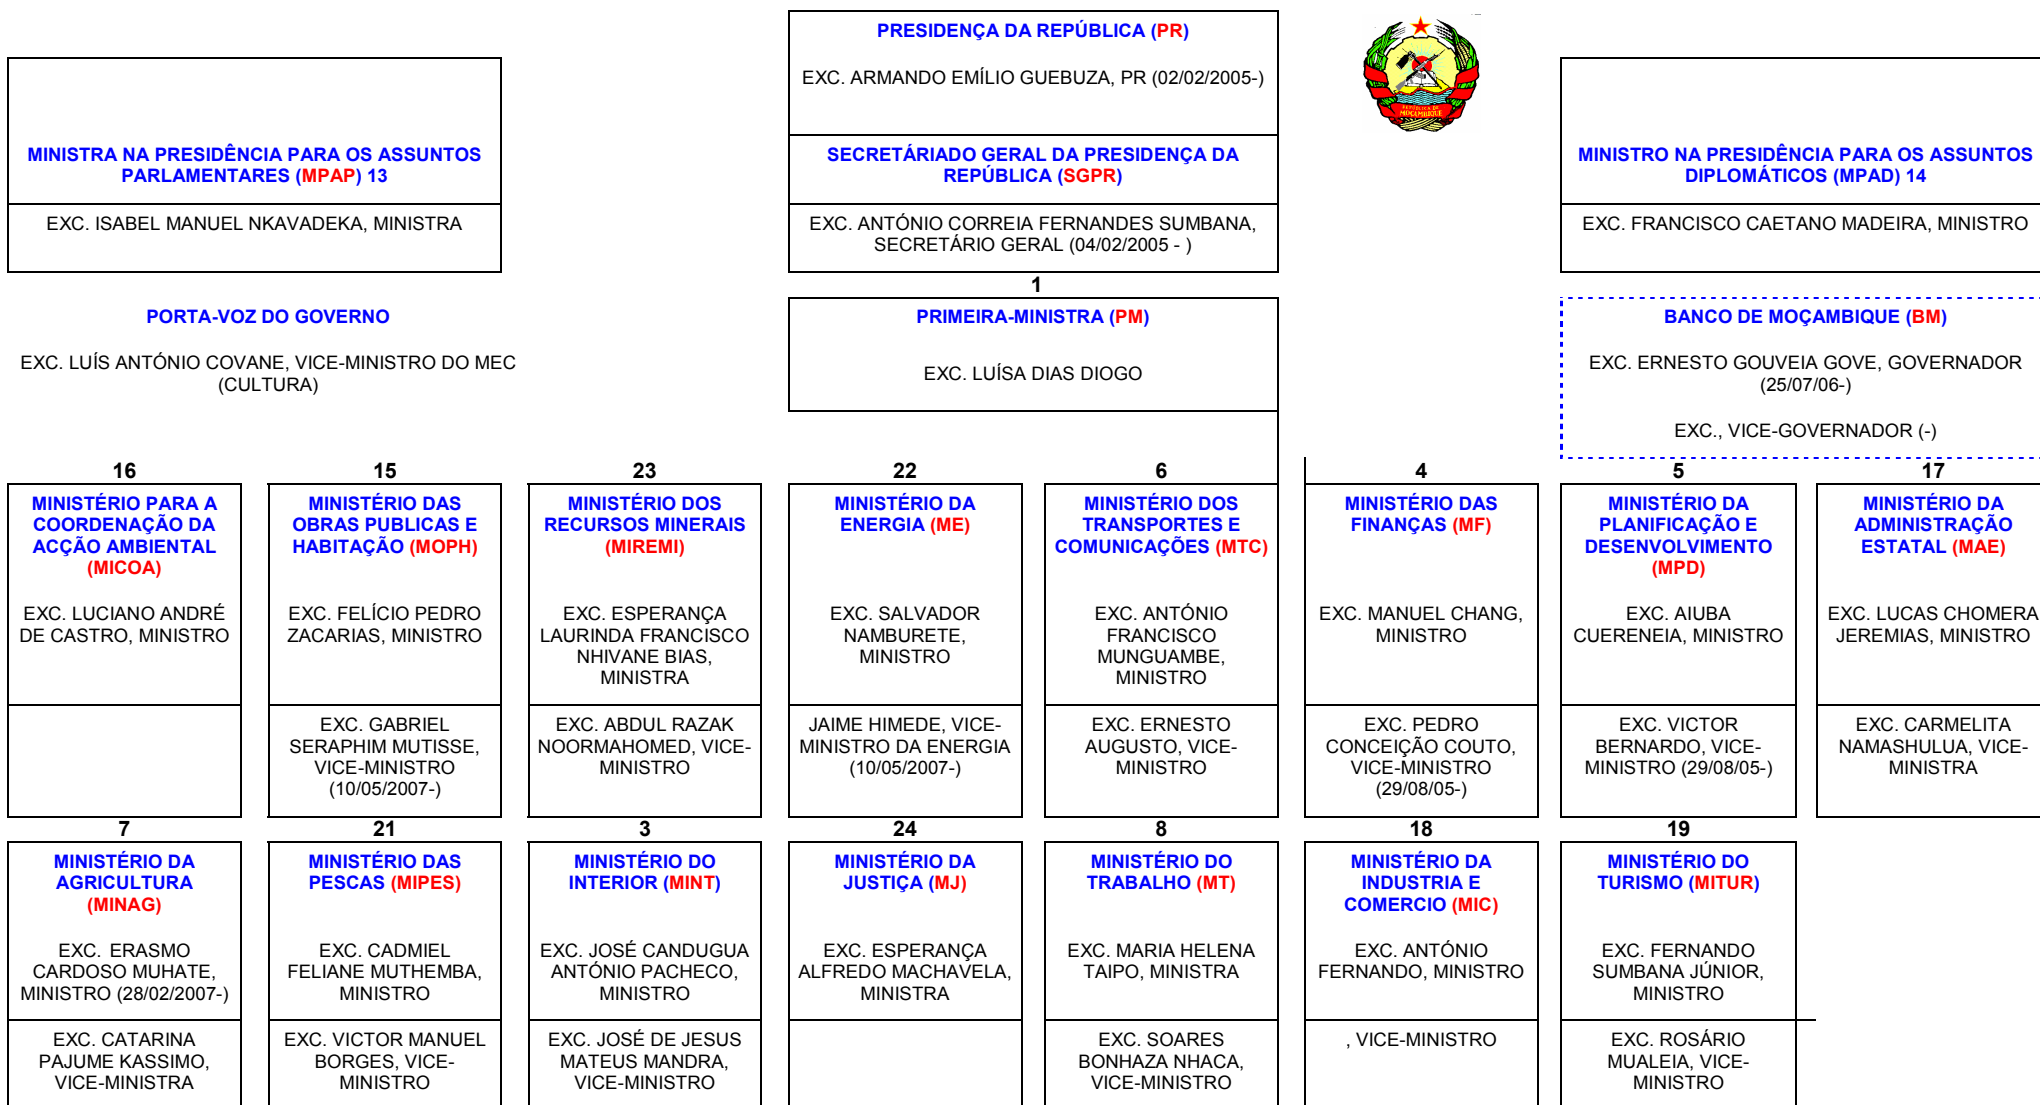 PRESIDENÇA DA REPÚBLICA (PR)
EXC. ARMANDO EMÍLIO GUEBUZA, PR (02/02/2005-)
REPÚBLICA DE
MOÇAMBIQUE
MINISTRA NA PRESIDÊNCIA PARA OS ASSUNTOS
PARLAMENTARES (MPAP) 13
SECRETÁRIADO GERAL DA PRESIDENÇA DA
REPÚBLICA (SGPR)
MINISTRO NA PRESIDÊNCIA PARA OS ASSUNTOS
DIPLOMÁTICOS (MPAD) 14
EXC. ISABEL MANUEL NKAVADEKA, MINISTRA
EXC. ANTÓNIO CORREIA FERNANDES SUMBANA,
SECRETÁRIO GERAL (04/02/2005 - )
EXC. FRANCISCO CAETANO MADEIRA, MINISTRO
1
PORTA-VOZ DO GOVERNO
EXC. LUÍS ANTÓNIO COVANE, VICE-MINISTRO DO MEC
(CULTURA)
PRIMEIRA-MINISTRA (PM)
EXC. LUÍSA DIAS DIOGO
BANCO DE MOÇAMBIQUE (BM)
EXC. ERNESTO GOUVEIA GOVE, GOVERNADOR
(25/07/06-)
EXC., VICE-GOVERNADOR (-)
16
MINISTÉRIO PARA A
COORDENAÇÃO DA
ACÇÃO AMBIENTAL
(MICOA)
EXC. LUCIANO ANDRÉ
DE CASTRO, MINISTRO
15
MINISTÉRIO DAS
OBRAS PUBLICAS E
HABITAÇÃO (MOPH)
EXC. FELÍCIO PEDRO
ZACARIAS, MINISTRO
EXC. GABRIEL
SERAPHIM MUTISSE,
VICE-MINISTRO
(10/05/2007-)
23
MINISTÉRIO DOS
RECURSOS MINERAIS
(MIREMI)
EXC. ESPERANÇA
LAURINDA FRANCISCO
NHIVANE BIAS,
MINISTRA
EXC. ABDUL RAZAK
NOORMAHOMED, VICE-
MINISTRO
22
MINISTÉRIO DA
ENERGIA (ME)
EXC. SALVADOR
NAMBURETE,
MINISTRO
JAIME HIMEDE, VICE-
MINISTRO DA ENERGIA
(10/05/2007-)
6
MINISTÉRIO DOS
TRANSPORTES E
COMUNICAÇÕES (MTC)
EXC. ANTÓNIO
FRANCISCO
MUNGUAMBE,
MINISTRO
EXC. ERNESTO
AUGUSTO, VICE-
MINISTRO
4
MINISTÉRIO DAS
FINANÇAS (MF)
EXC. MANUEL CHANG,
MINISTRO
EXC. PEDRO
CONCEIÇÃO COUTO,
VICE-MINISTRO
(29/08/05-)
5
MINISTÉRIO DA
PLANIFICAÇÃO E
DESENVOLVIMENTO
(MPD)
EXC. AIUBA
CUERENEIA, MINISTRO
EXC. VICTOR
BERNARDO, VICE-
MINISTRO (29/08/05-)
17
MINISTÉRIO DA
ADMINISTRAÇÃO
ESTATAL (MAE)
EXC. LUCAS CHOMERA
JEREMIAS, MINISTRO
EXC. CARMELITA
NAMASHULUA, VICE-
MINISTRA
7
MINISTÉRIO DA
AGRICULTURA
(MINAG)
EXC. ERASMO
CARDOSO MUHATE,
MINISTRO (28/02/2007-)
EXC. CATARINA
PAJUME KASSIMO,
VICE-MINISTRA
21
MINISTÉRIO DAS
PESCAS (MIPES)
EXC. CADMIEL
FELIANE MUTHEMBA,
MINISTRO
EXC. VICTOR MANUEL
BORGES, VICE-
MINISTRO
3
MINISTÉRIO DO
INTERIOR (MINT)
EXC. JOSÉ CANDUGUA
ANTÓNIO PACHECO,
MINISTRO
EXC. JOSÉ DE JESUS
MATEUS MANDRA,
VICE-MINISTRO
24
MINISTÉRIO DA
JUSTIÇA (MJ)
EXC. ESPERANÇA
ALFREDO MACHAVELA,
MINISTRA
8
MINISTÉRIO DO
TRABALHO (MT)
EXC. MARIA HELENA
TAIPO, MINISTRA
EXC. SOARES
BONHAZA NHACA,
VICE-MINISTRO
18
MINISTÉRIO DA
INDUSTRIA E
COMERCIO (MIC)
EXC. ANTÓNIO
FERNANDO, MINISTRO
, VICE-MINISTRO
19
MINISTÉRIO DO
TURISMO (MITUR)
EXC. FERNANDO
SUMBANA JÚNIOR,
MINISTRO
EXC. ROSÁRIO
MUALEIA, VICE-
MINISTRO